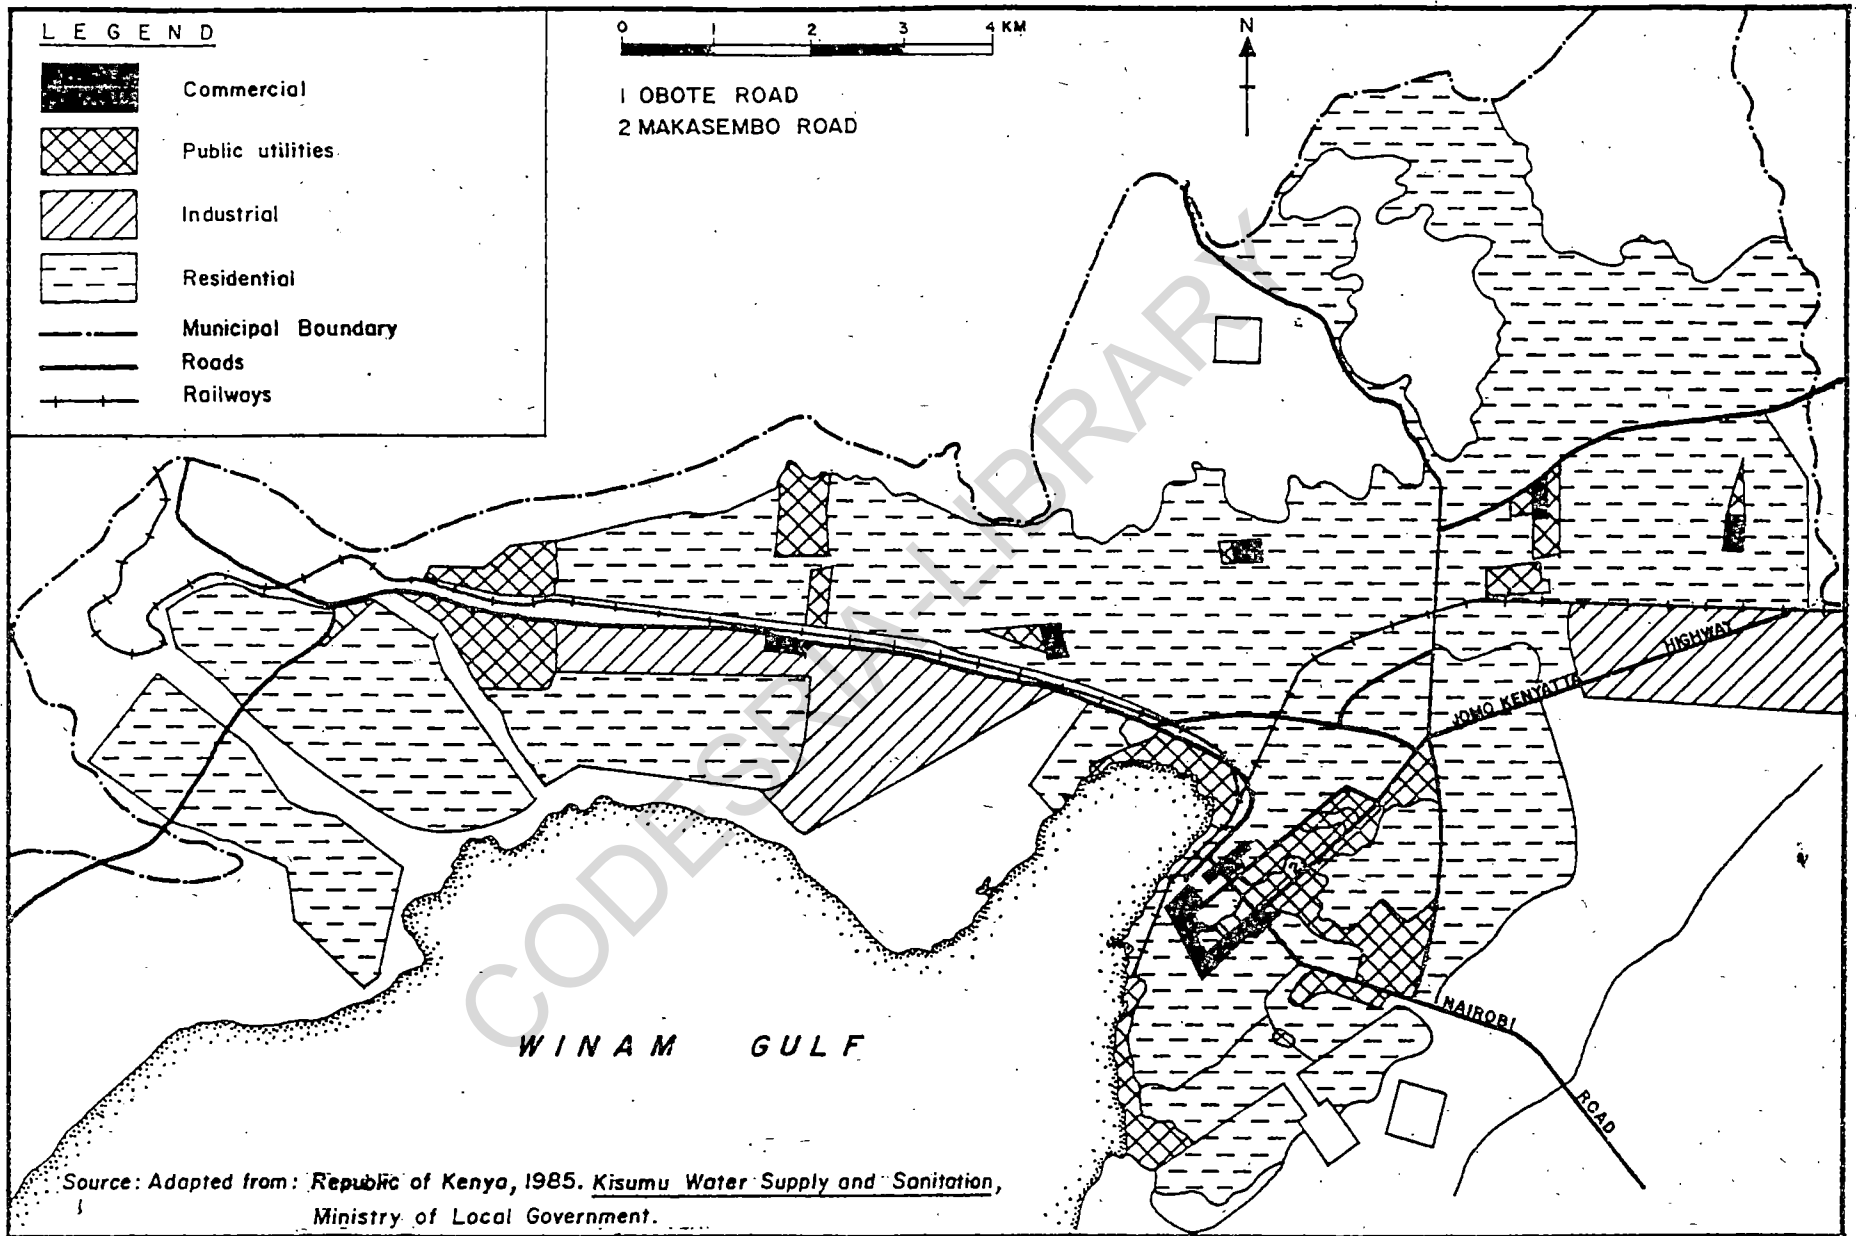 LEGEND
Commercial
Public utilities
Industrial
Residential
Municipal Boundary
Roads
Railways
0 1 2 3 4 KM
1 OBOTE ROAD
2 MAKASEMBO ROAD
N
HIGHWAY
JOMO KENYATTA
2
NAIROBI
ROAD
WINAM GULF
CODESRIA-LIBRARY
Source: Adapted from: Republic of Kenya, 1985. Kisumu Water Supply and Sanitation,
Ministry of Local Government.